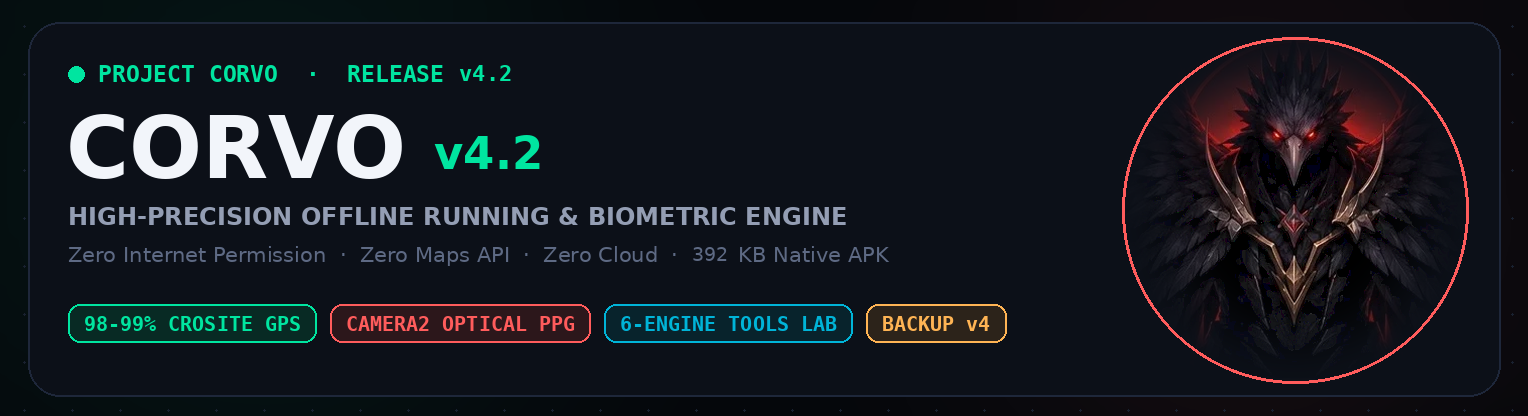 PROJECT CORVO · RELEASE v4.2
CORVO v4.2
HIGH-PRECISION OFFLINE RUNNING & BIOMETRIC ENGINE
Zero Internet Permission · Zero Maps API · Zero Cloud · 392 KB Native APK
98-99% CROSITE GPS CAMERA2 OPTICAL PPG 6-ENGINE TOOLS LAB BACKUP v4